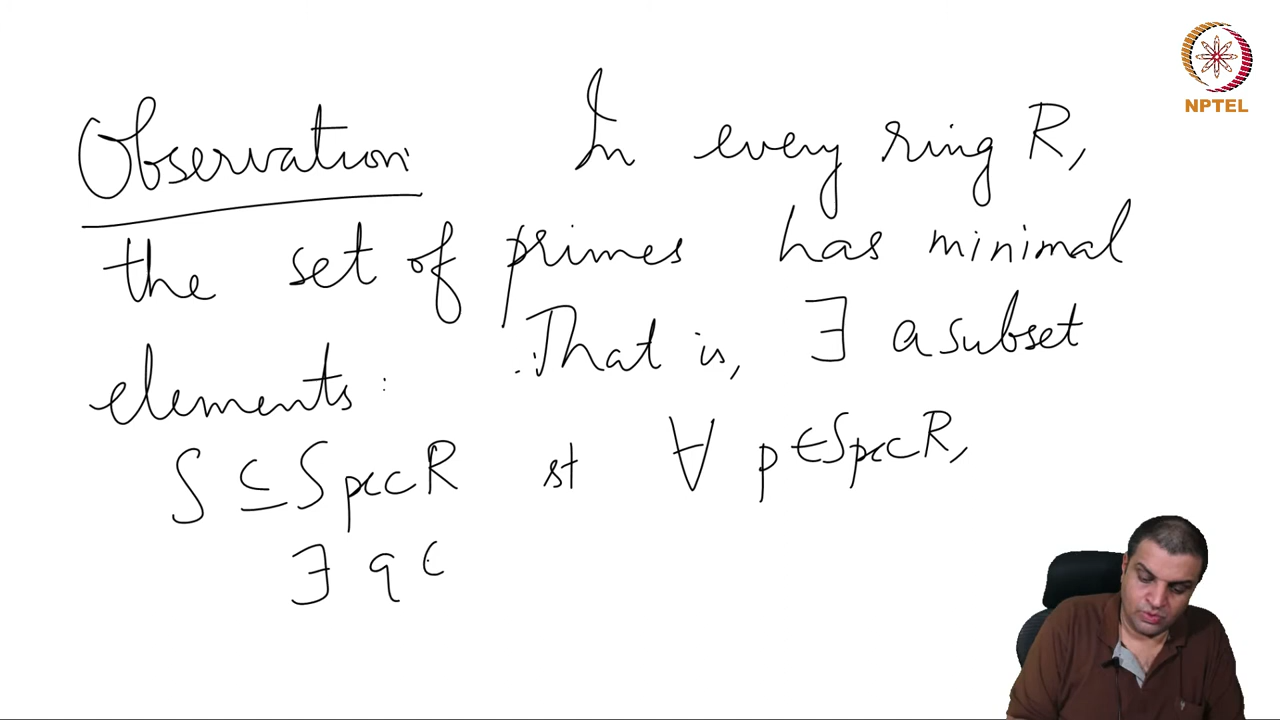 NPTEL
Observation: In every ring R,
the set of primes has minimal
elements. That is, ∃ a subset
S ⊆ Spec R st ∀ p ∈ Spec R,
∃ q ∈